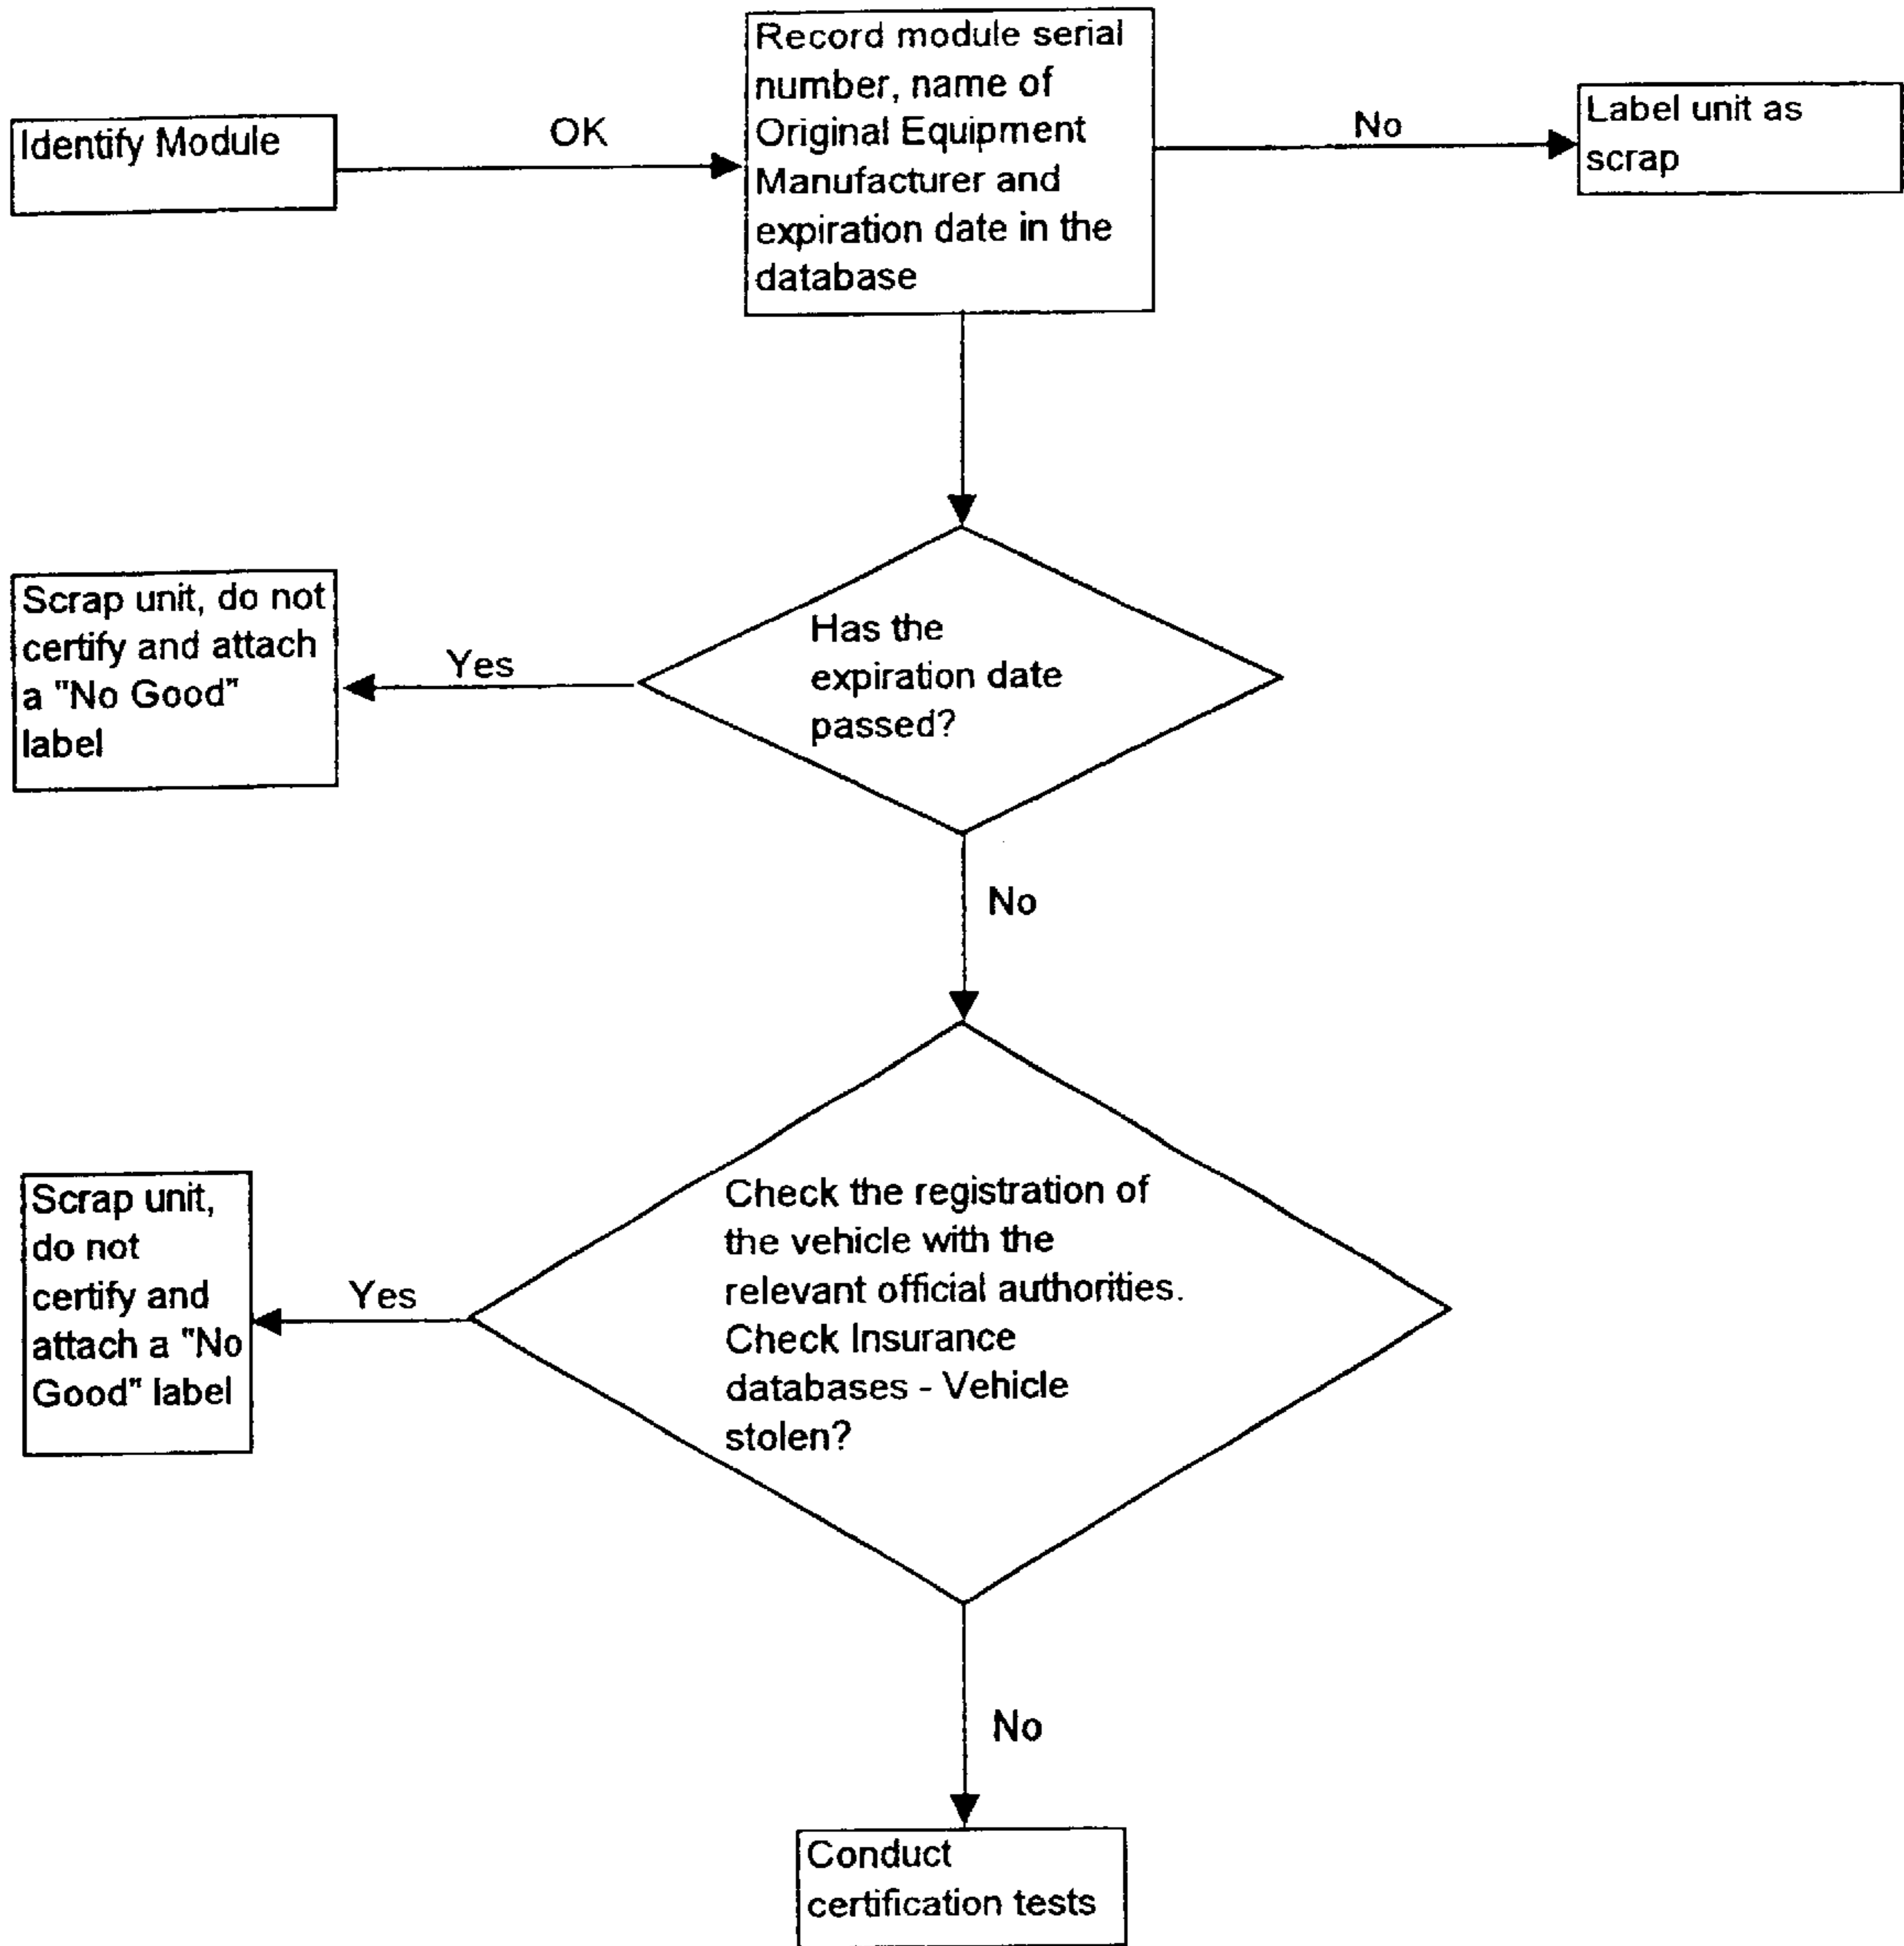 Record module serial
number, name of
Original Equipment
Manufacturer and
expiration date in the
database
Identify Module
OK
No
Label unit as
scrap
Scrap unit, do not
certify and attach
a "No Good"
label
Yes
Has the
expiration date
passed?
No
Scrap unit,
do not
certify and
attach a "No
Good" label
Yes
Check the registration of
the vehicle with the
relevant official authorities.
Check Insurance
databases - Vehicle
stolen?
No
Conduct
certification tests